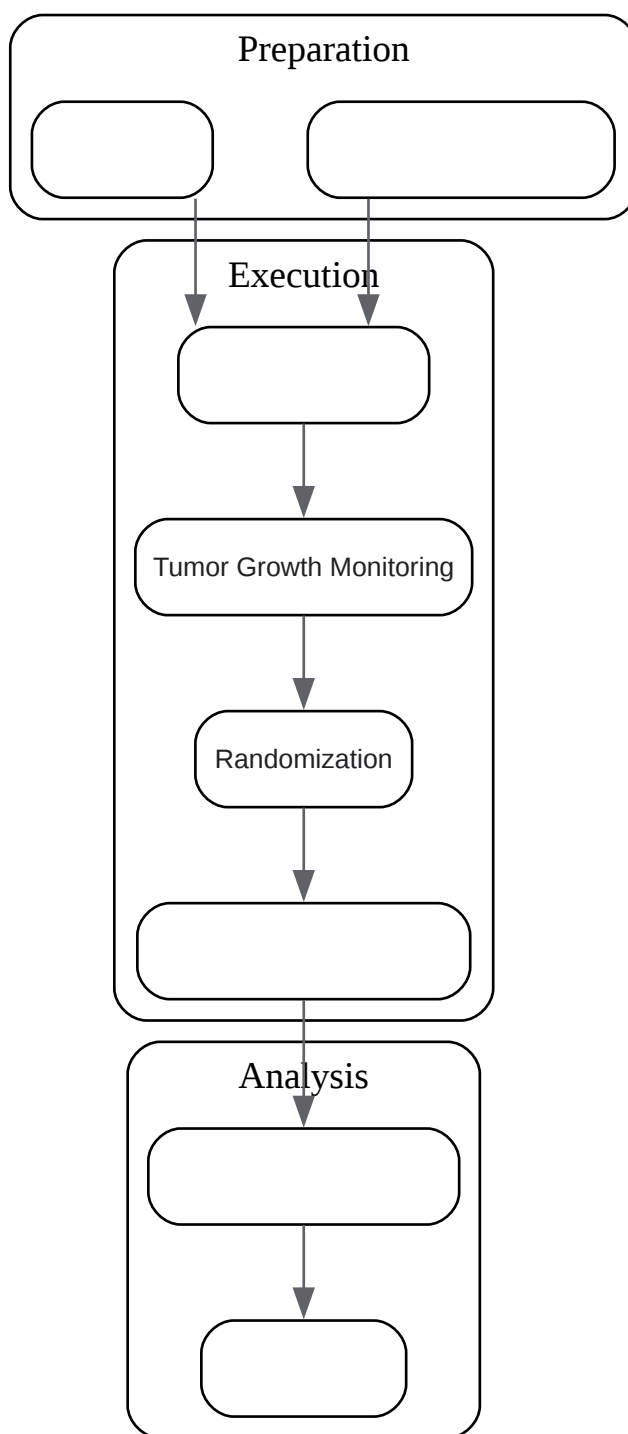 Preparation
Execution
Tumor Growth Monitoring
Randomization
Analysis